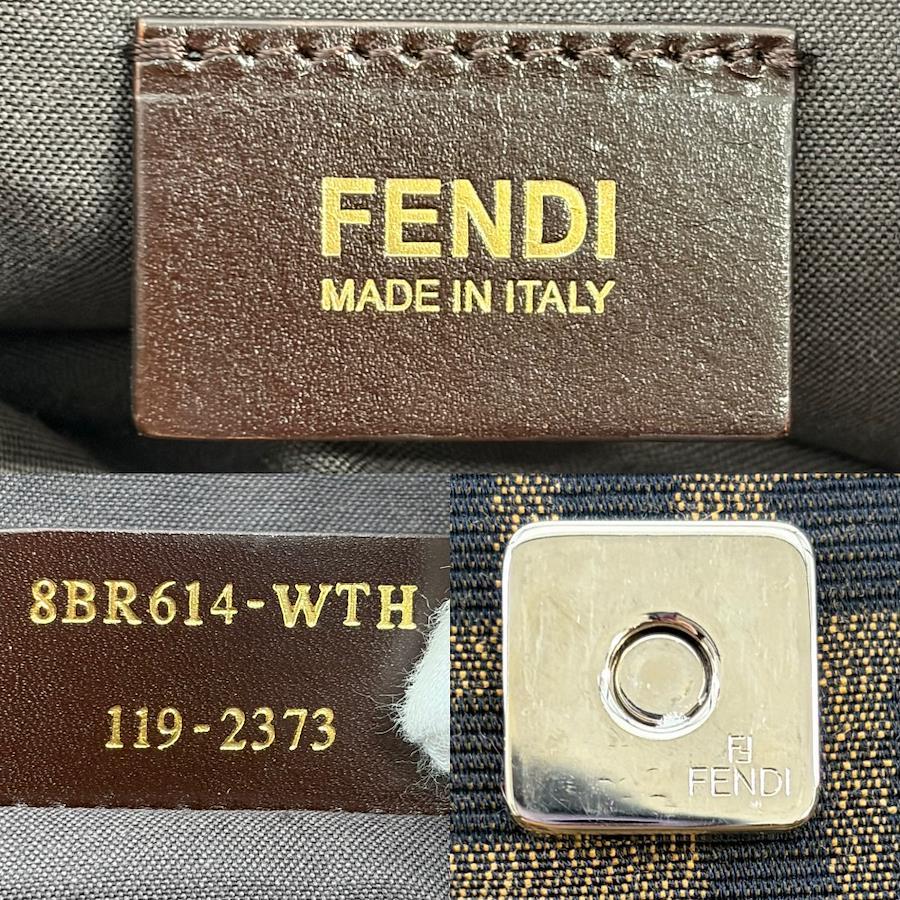 FENDI
MADE IN ITALY
8BR614-WTH
119-2373
FENDI